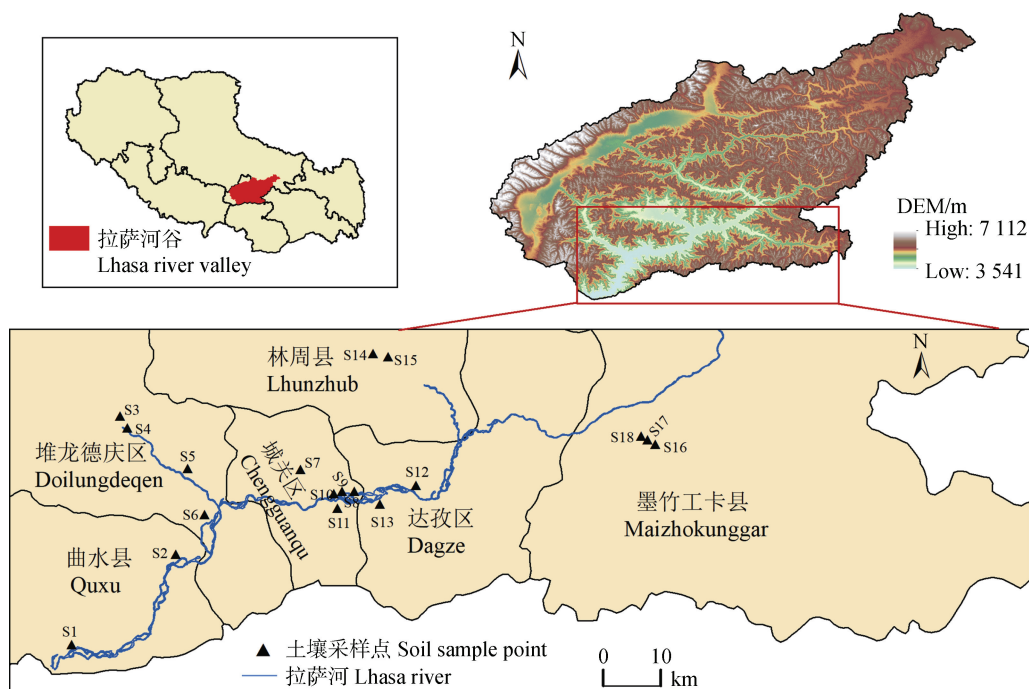 拉萨河谷
Lhasa river valley
N
DEM/m
High: 7 112
Low: 3 541
N
林周县
Lhunzhub
S14
S15
S3
S4
堆龙德庆区
Doilungdeqen
S5
城关区
Chengguanqu
S7
S18
S17
S16
S12
S9
S10
S8
S11
S13
达孜区
Dagze
墨竹工卡县
Maizhokunggar
S6
曲水县
Quxu
S2
S1
土壤采样点 Soil sample point
拉萨河 Lhasa river
0 10
km